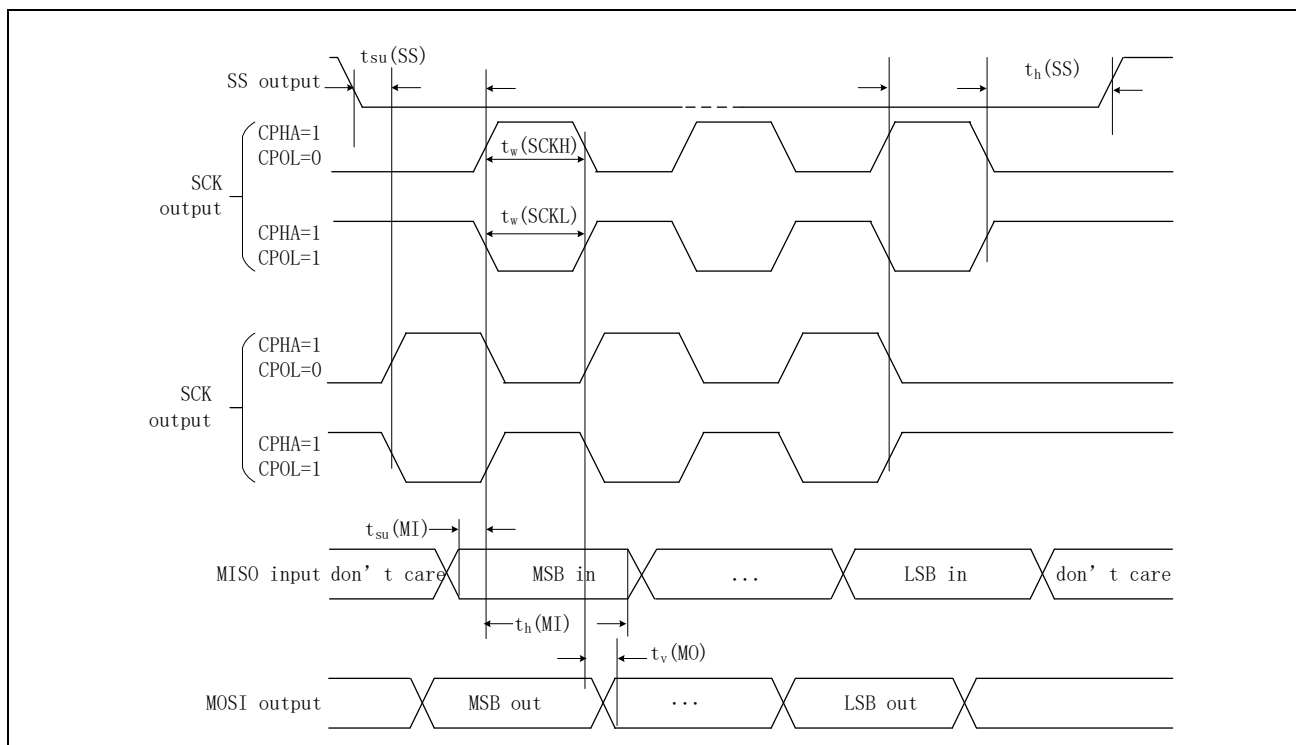 tsu(SS)
SS output
th(SS)
CPHA=1
CPOL=0
tw(SCKH)
SCK
output
tw(SCKL)
CPHA=1
CPOL=1
CPHA=1
CPOL=0
SCK
output
CPHA=1
CPOL=1
tsu(MI)
MISO input don’t care MSB in ... LSB in don’t care
th(MI)
tv(MO)
MOSI output MSB out ... LSB out